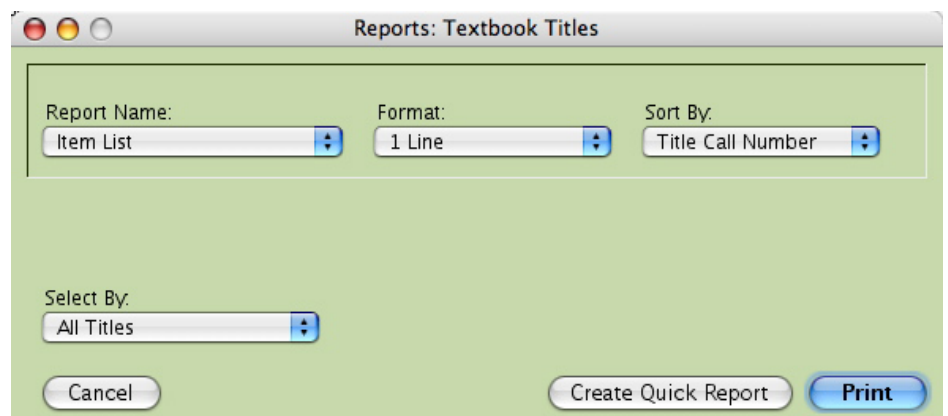 Reports: Textbook Titles
Report Name: Format: Sort By:
Item List 1 Line Title Call Number
Select By:
All Titles
Cancel Create Quick Report Print